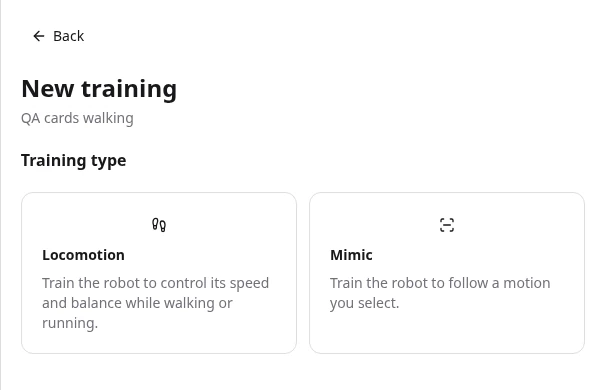 Back
New training
QA cards walking
Training type
Locomotion
Train the robot to control its speed
and balance while walking or
running.
Mimic
Train the robot to follow a motion
you select.